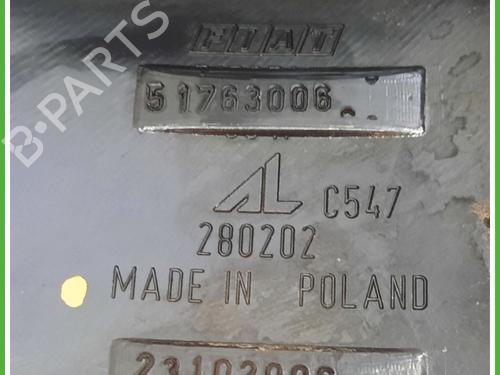 FIAT
51763006
AL C547
280202
MADE IN POLAND
B-PARTS